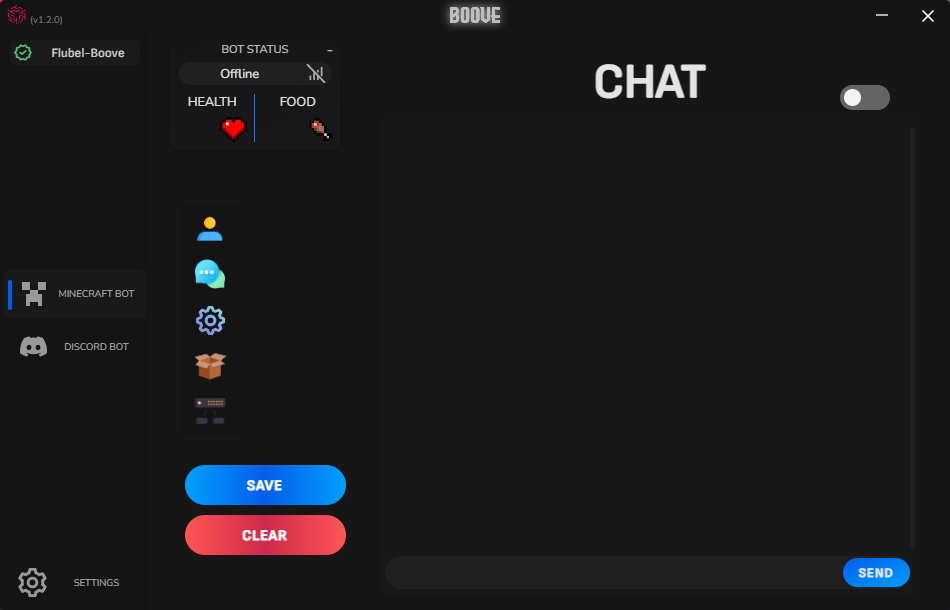 (v1.2.0)
BOOVE
Flubel-Boove
BOT STATUS
–
Offline
HEALTH
FOOD
CHAT
MINECRAFT BOT
DISCORD BOT
SAVE
CLEAR
SETTINGS
SEND